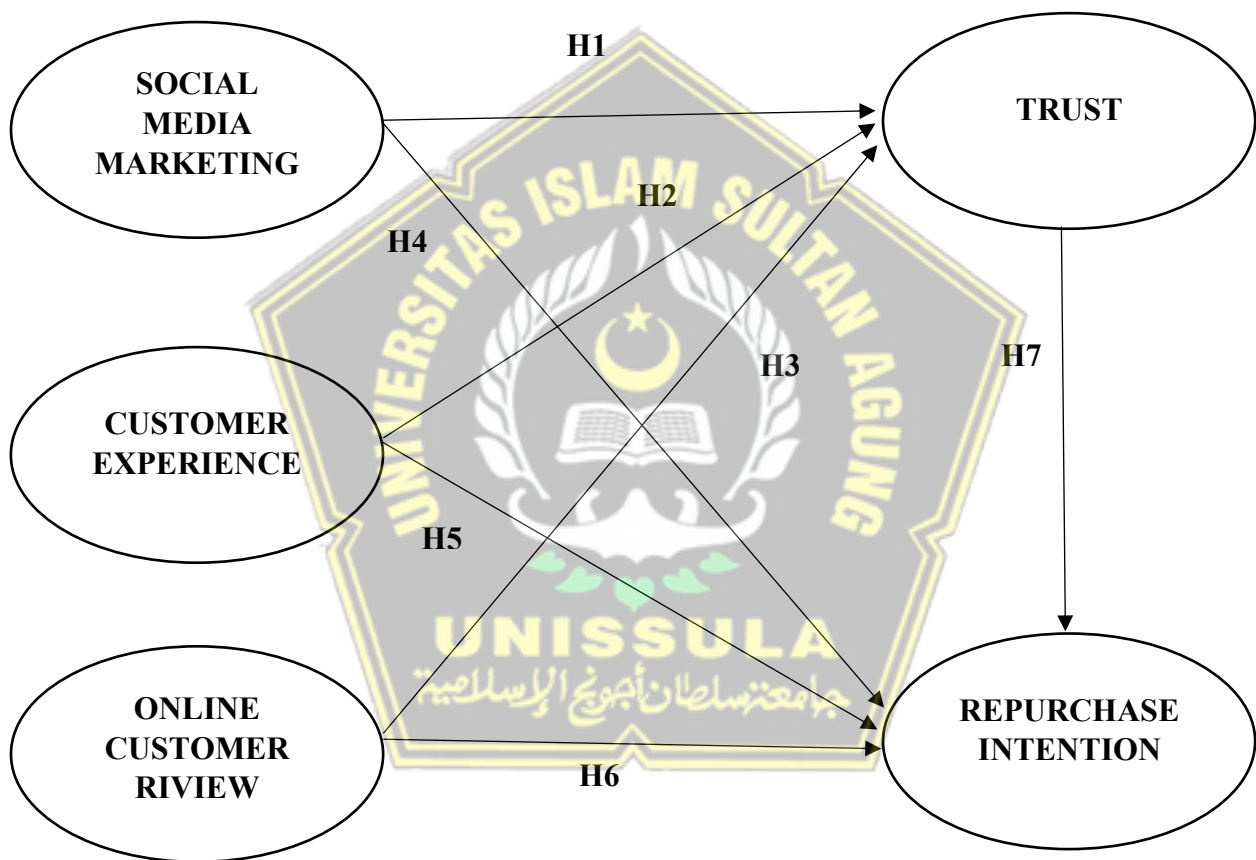 H1
SOCIAL
MEDIA
MARKETING
TRUST
H2
H4
H3
H7
CUSTOMER
EXPERIENCE
H5
ONLINE
CUSTOMER
RIVIEW
REPURCHASE
INTENTION
H6
UNIVERSITAS ISLAM SULTAN AGUNG
UNISSULA
جامعة سلطان أجونج الإسلامية